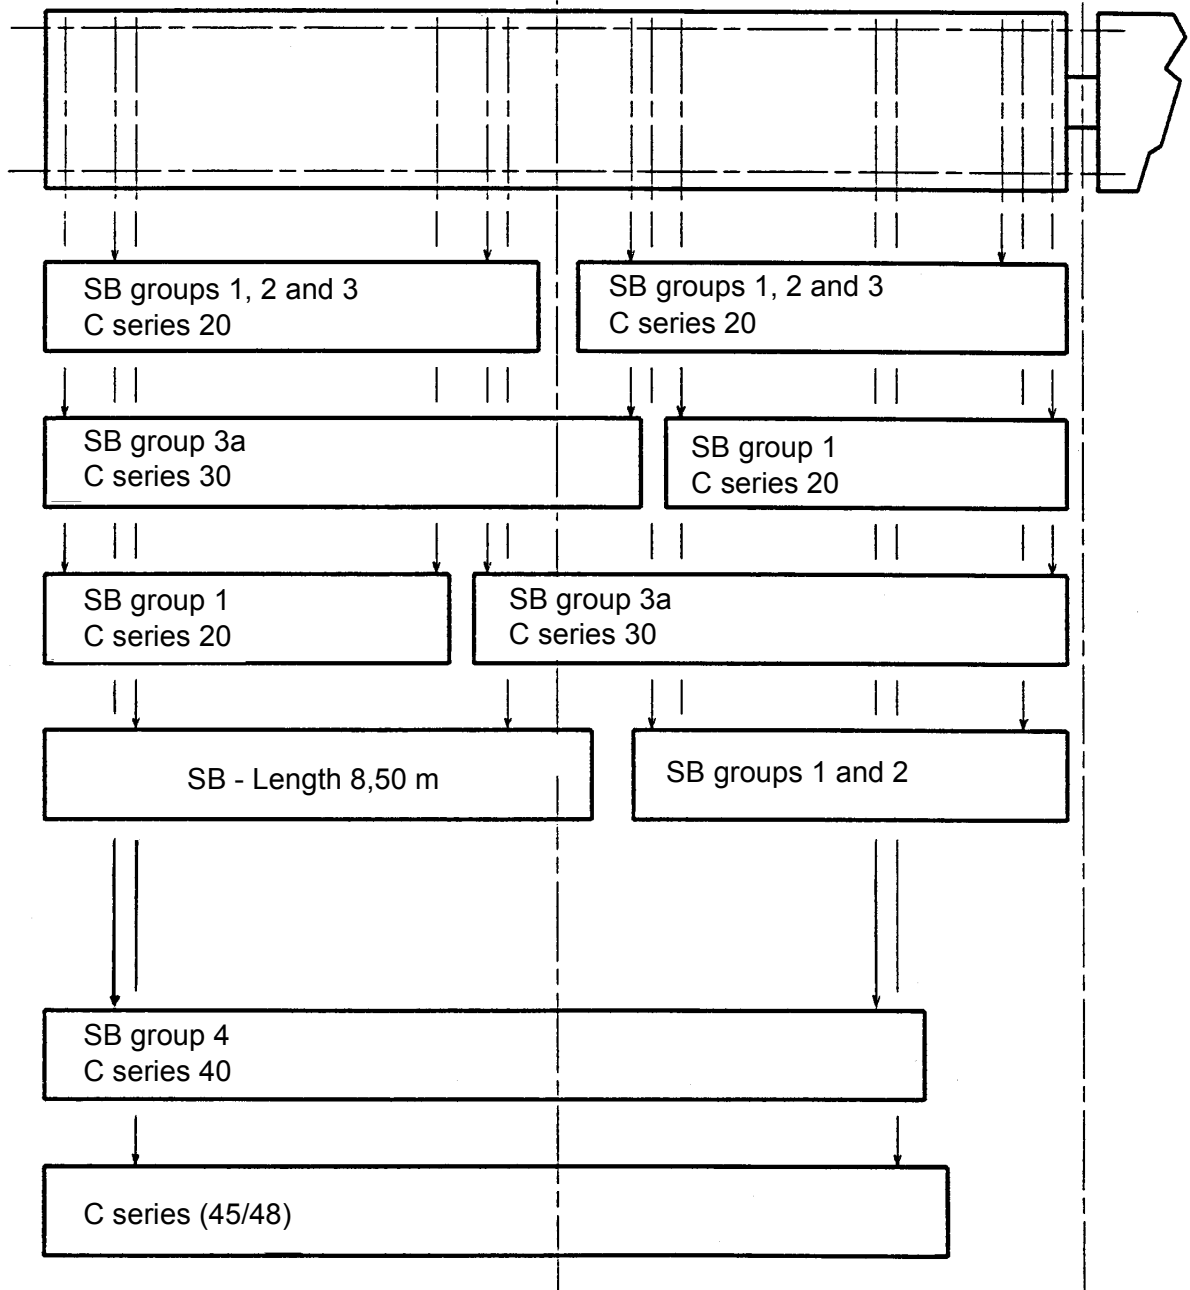 SB groups 1, 2 and 3
C series 20
SB groups 1, 2 and 3
C series 20
SB group 3a
C series 30
SB group 1
C series 20
SB group 1
C series 20
SB group 3a
C series 30
SB - Length 8,50 m
SB groups 1 and 2
SB group 4
C series 40
C series (45/48)